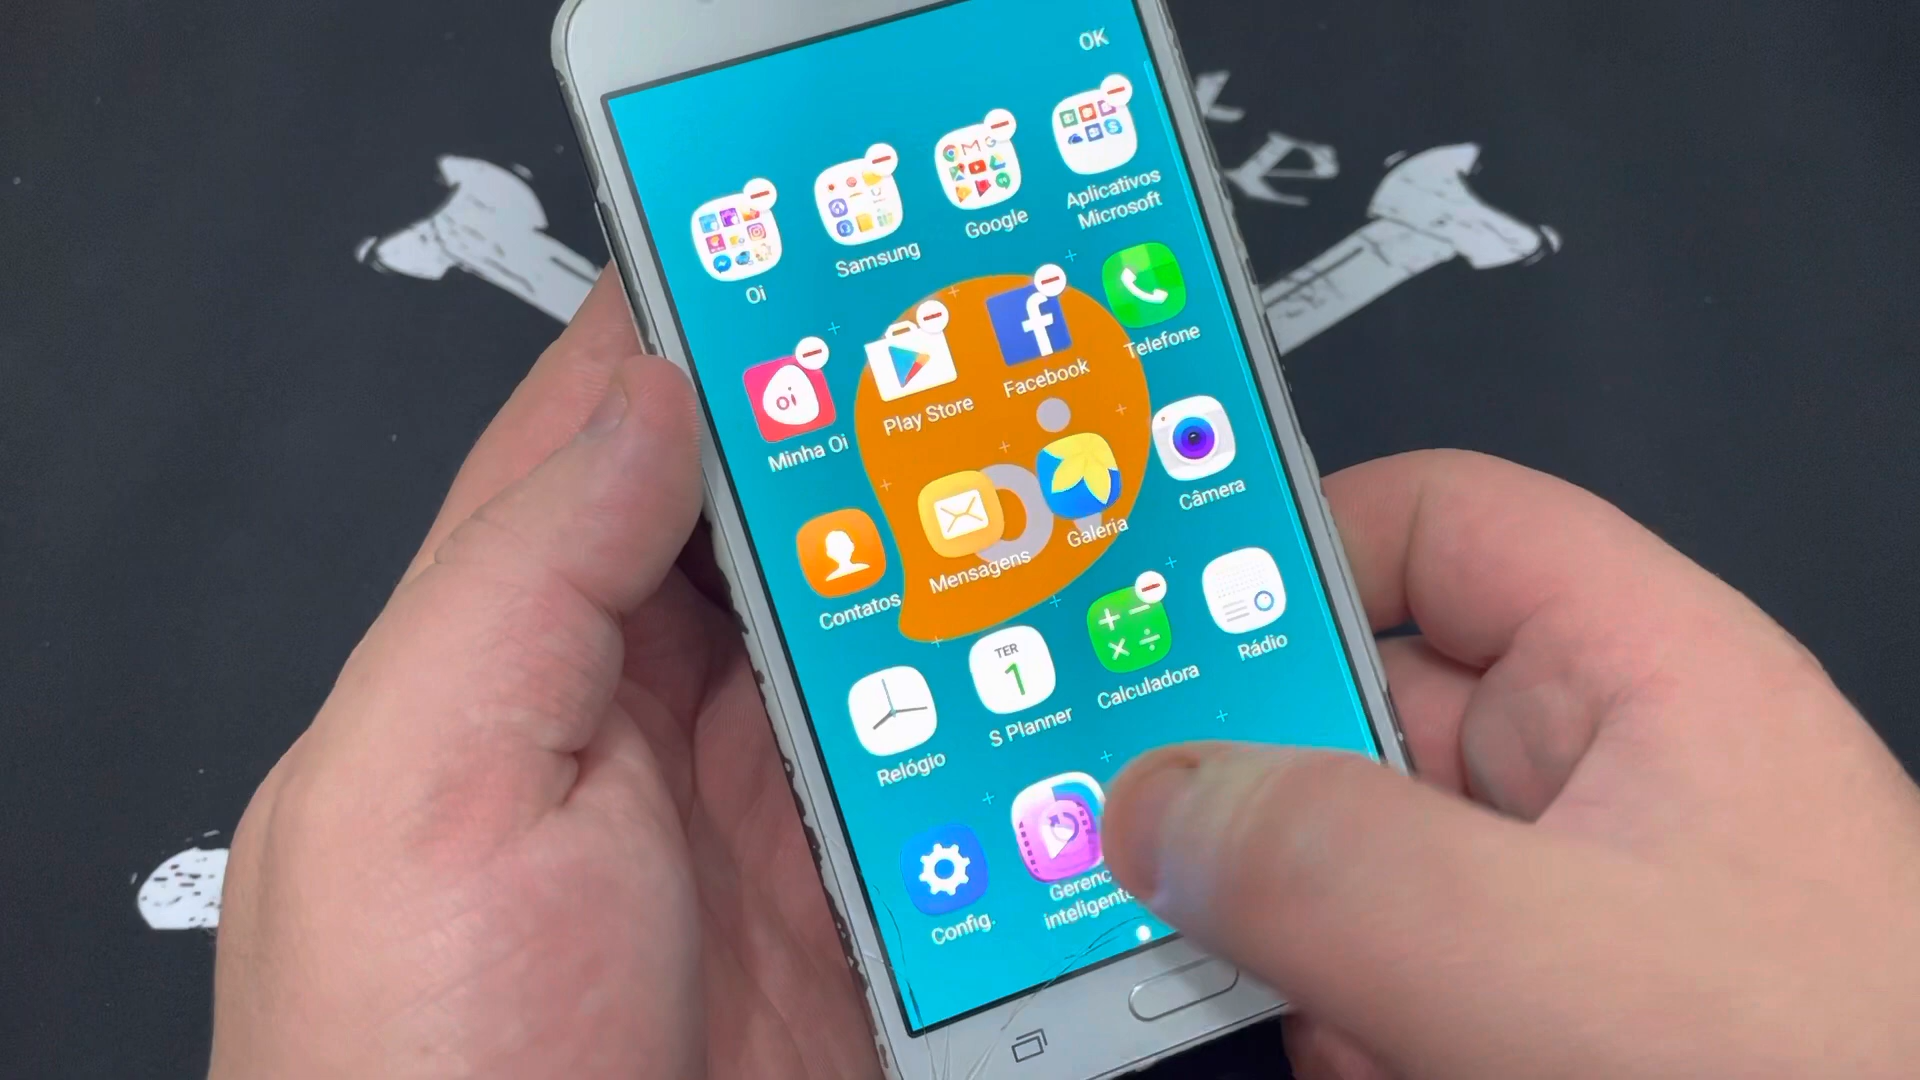 OK
Oi
Samsung
Google
Aplicativos
Microsoft
oi
Minha Oi
Play Store
f
Facebook
Telefone
Contatos
Mensagens
Galeria
Câmera
Relógio
TER
1
S Planner
Calculadora
Rádio
Config.
inteligente